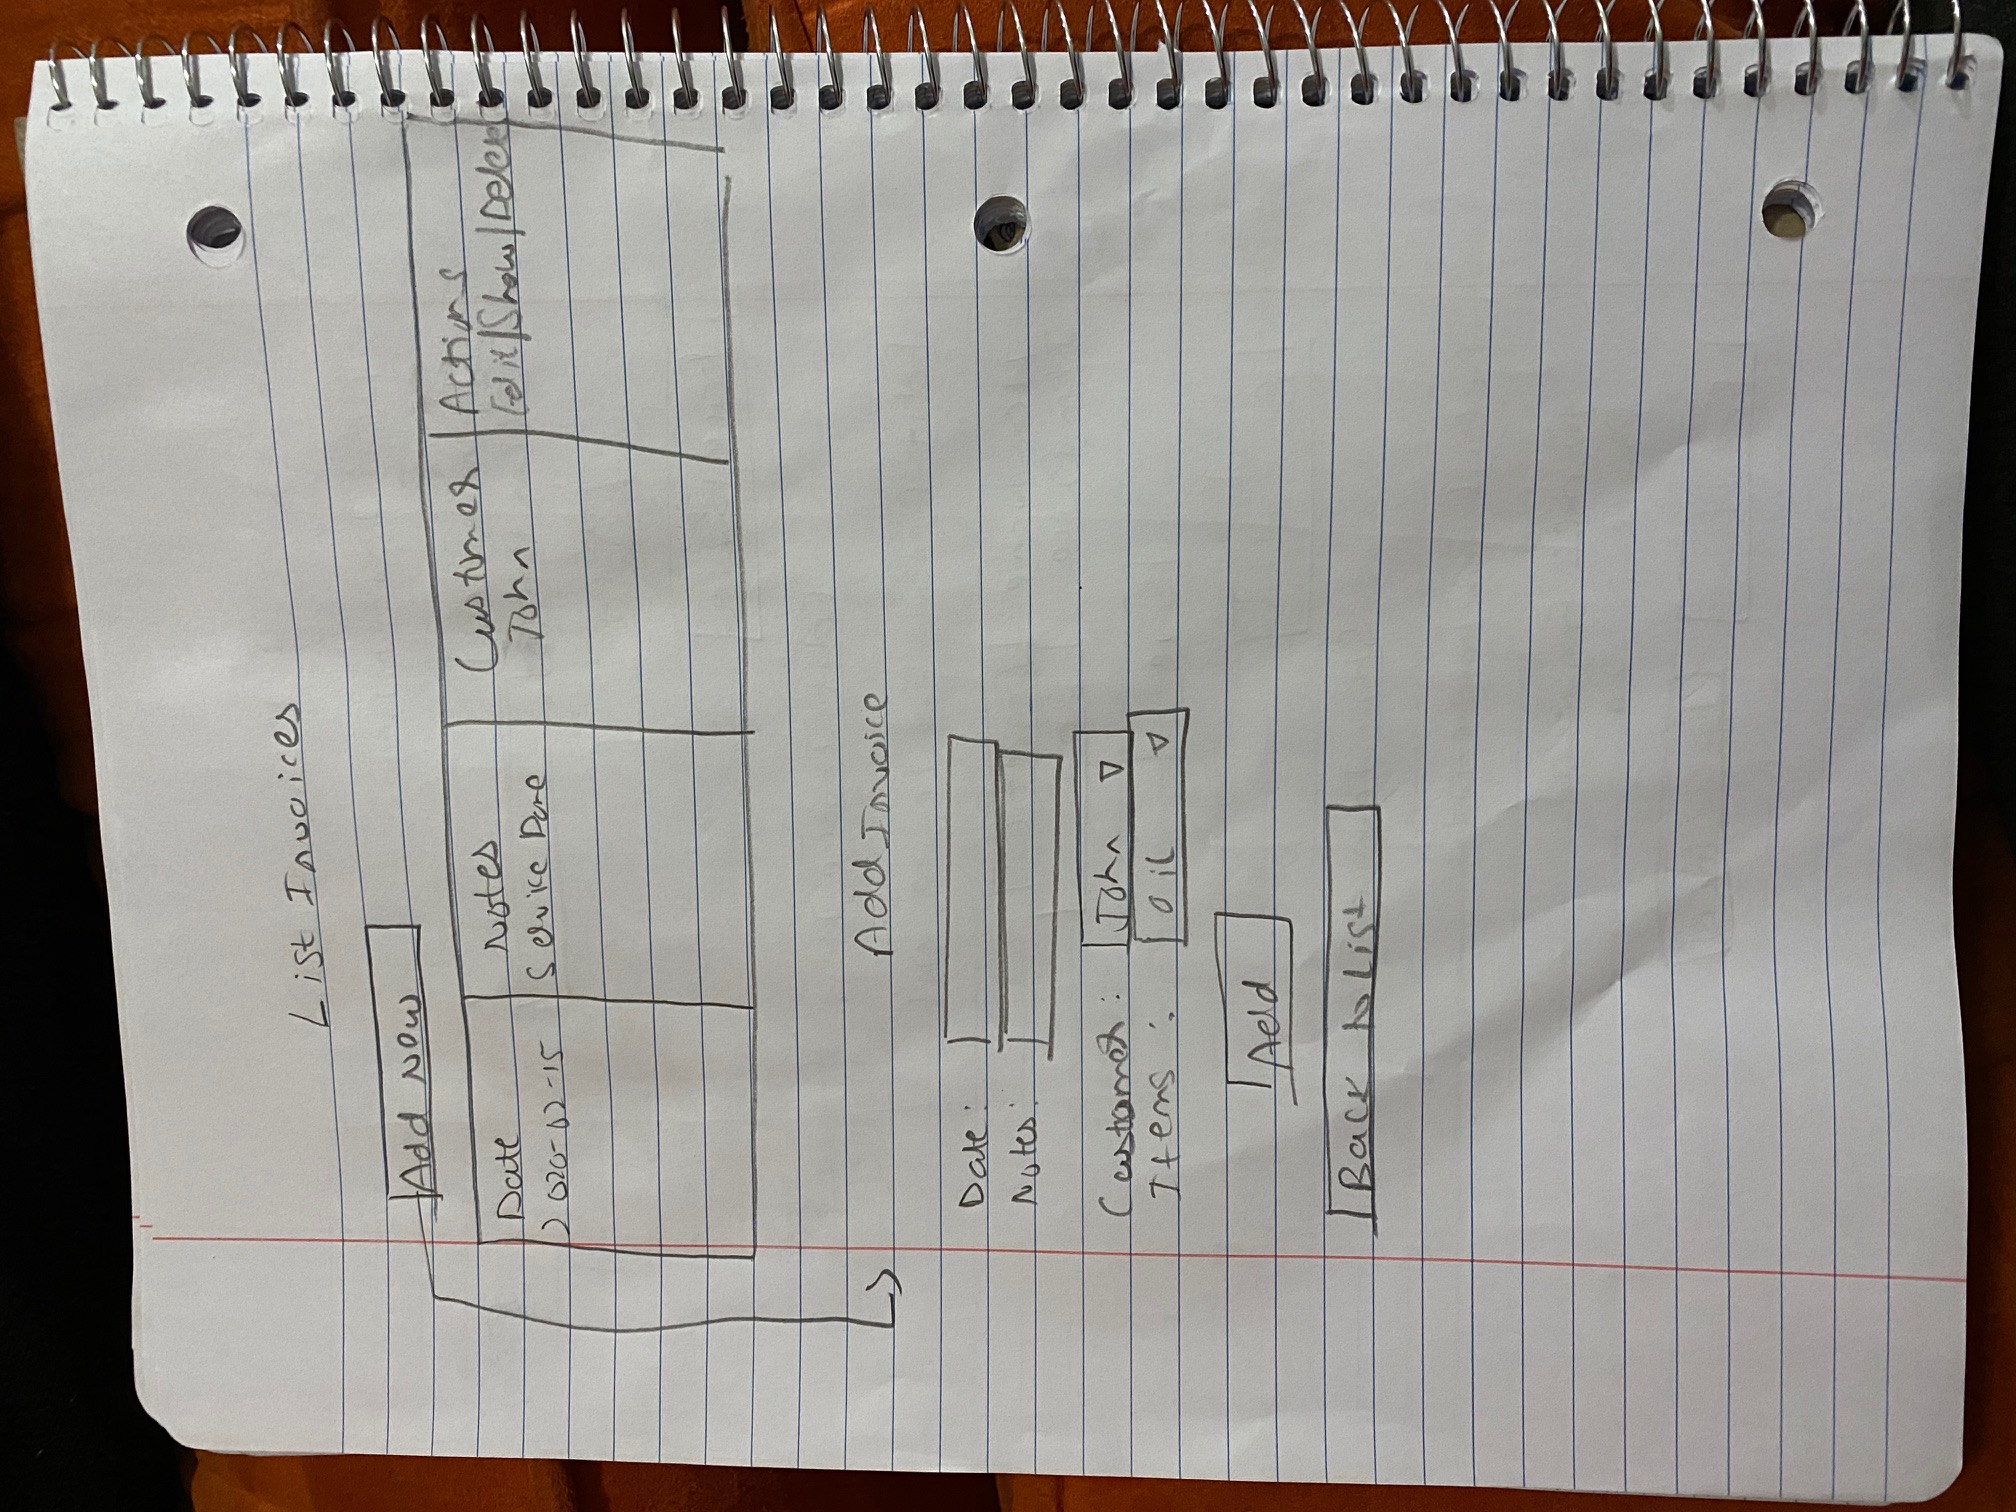 List Invoices
Add Now
Date Notes Customer Actions
2020-02-15 Service Done John Edit/Show/Delete
Add Invoice
Date:
Notes:
Customer: John
Items : Oil
Add
Back to List